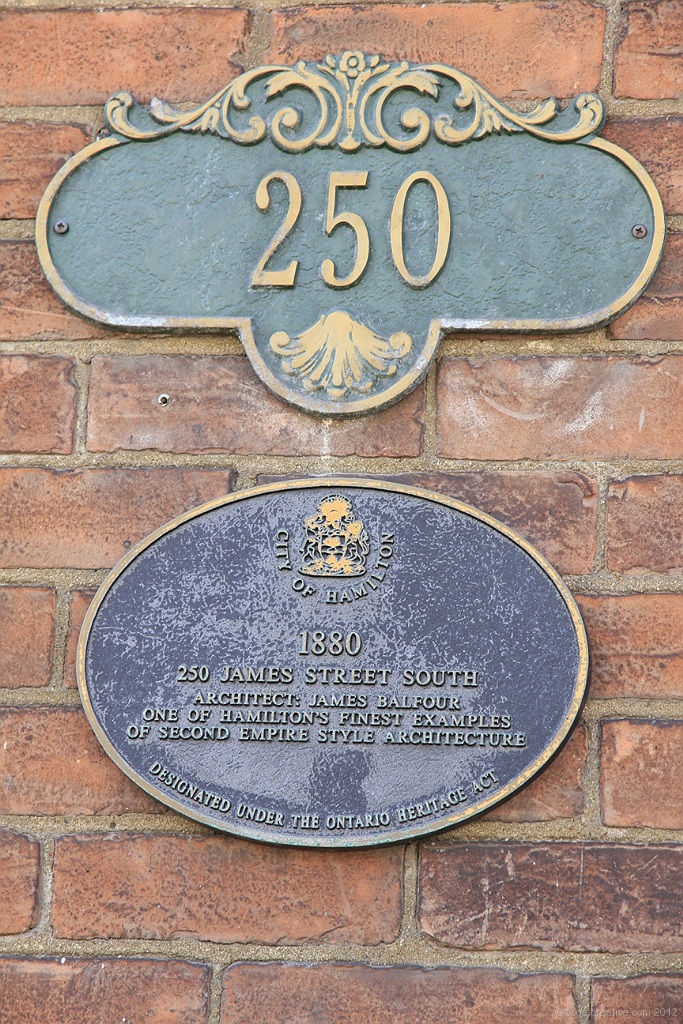 250
CITY OF HAMILTON
1880
250 JAMES STREET SOUTH
ARCHITECT: JAMES BALFOUR
ONE OF HAMILTON'S FINEST EXAMPLES
OF SECOND EMPIRE STYLE ARCHITECTURE
DESIGNATED UNDER THE ONTARIO HERITAGE ACT
2012